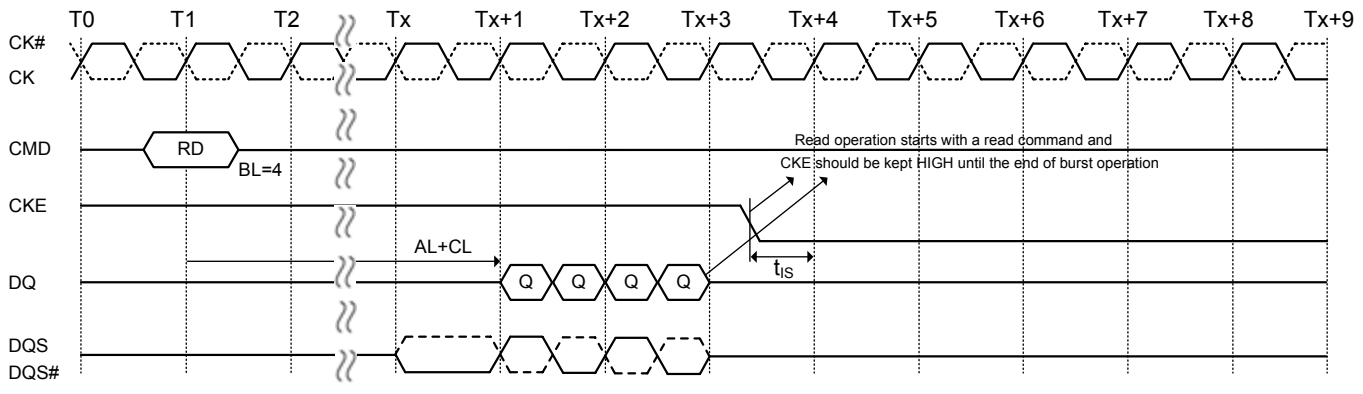 T0 T1 T2 Tx Tx+1 Tx+2 Tx+3 Tx+4 Tx+5 Tx+6 Tx+7 Tx+8 Tx+9
CK#
CK
CMD RD
BL=4
Read operation starts with a read command and
CKE should be kept HIGH until the end of burst operation
CKE
AL+CL
tIS
DQ Q Q Q Q
DQS
DQS#